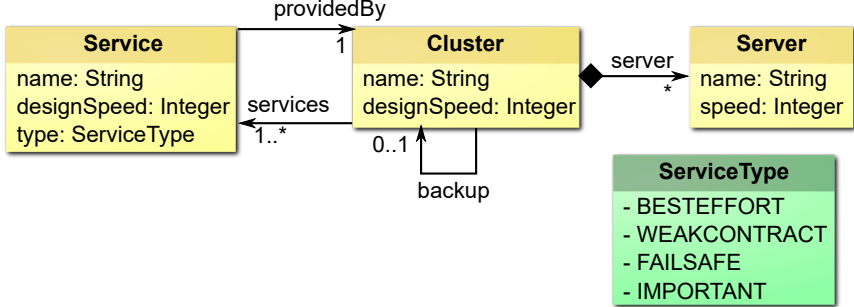 providedBy
1
Service
name: String
designSpeed: Integer
type: ServiceType
services
1..*
Cluster
name: String
designSpeed: Integer
0..1
backup
server
*
Server
name: String
speed: Integer
ServiceType
- BESTEFFORT
- WEAKCONTRACT
- FAILSAFE
- IMPORTANT